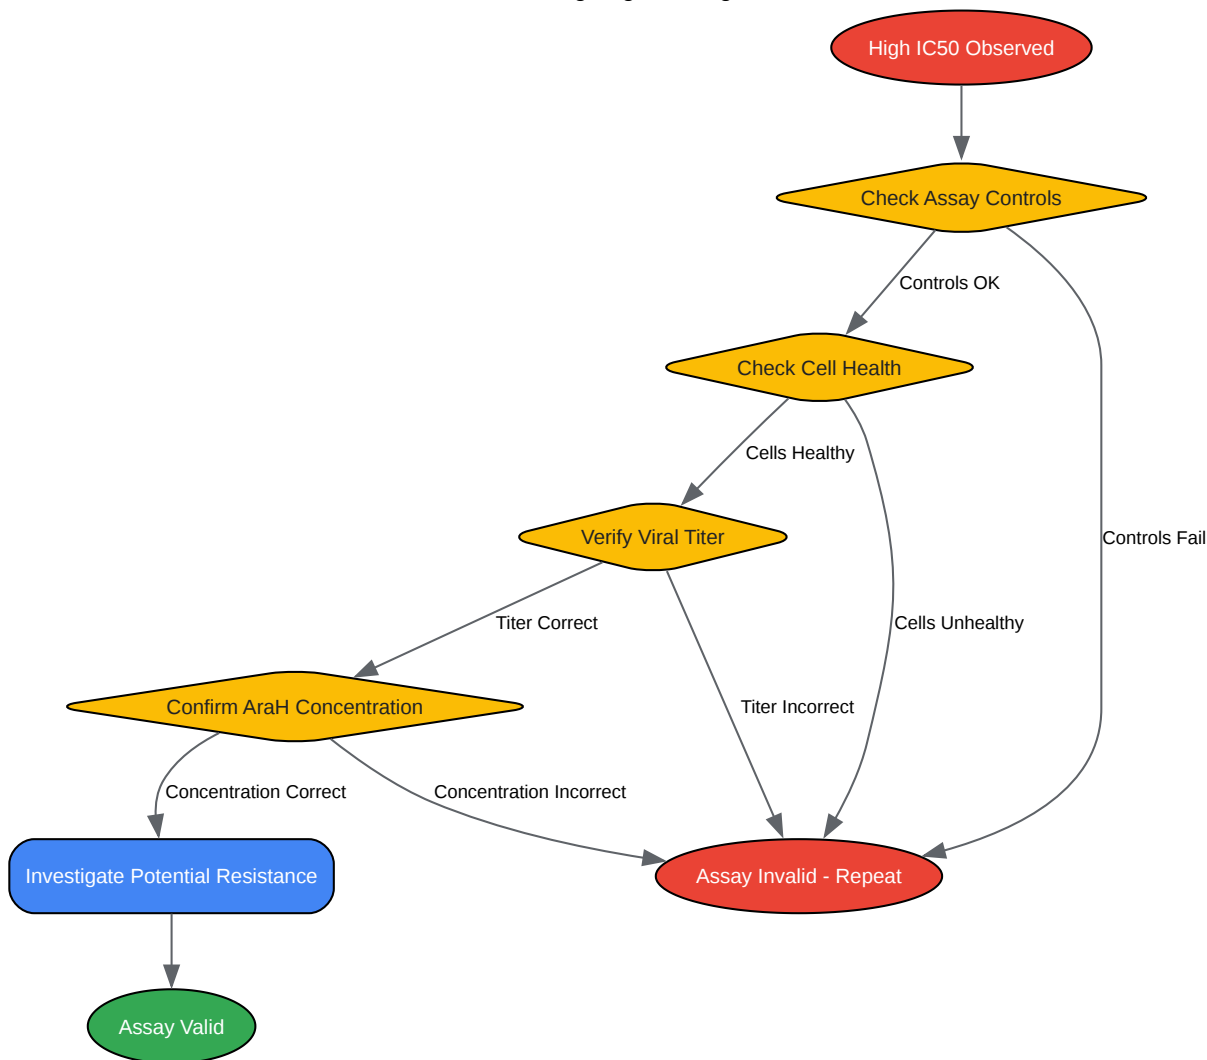 High IC50 Observed
Check Assay Controls
Controls OK
Check Cell Health
Cells Healthy
Verify Viral Titer
Controls Fail
Titer Correct
Cells Unhealthy
Confirm AraH Concentration
Titer Incorrect
Concentration Correct
Concentration Incorrect
Investigate Potential Resistance
Assay Invalid - Repeat
Assay Valid